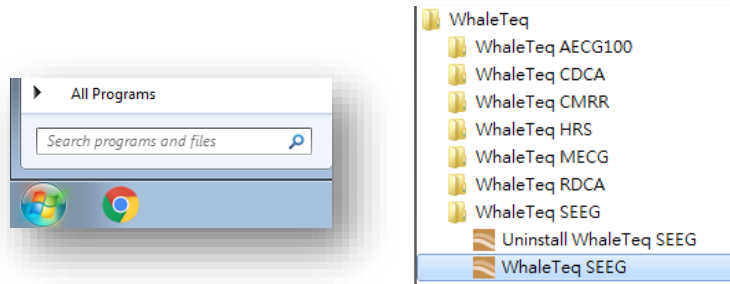 All Programs
Search programs and files
WhaleTeq
WhaleTeq AECG100
WhaleTeq CDCA
WhaleTeq CMRR
WhaleTeq HRS
WhaleTeq MECG
WhaleTeq RDCA
WhaleTeq SEEG
Uninstall WhaleTeq SEEG
WhaleTeq SEEG